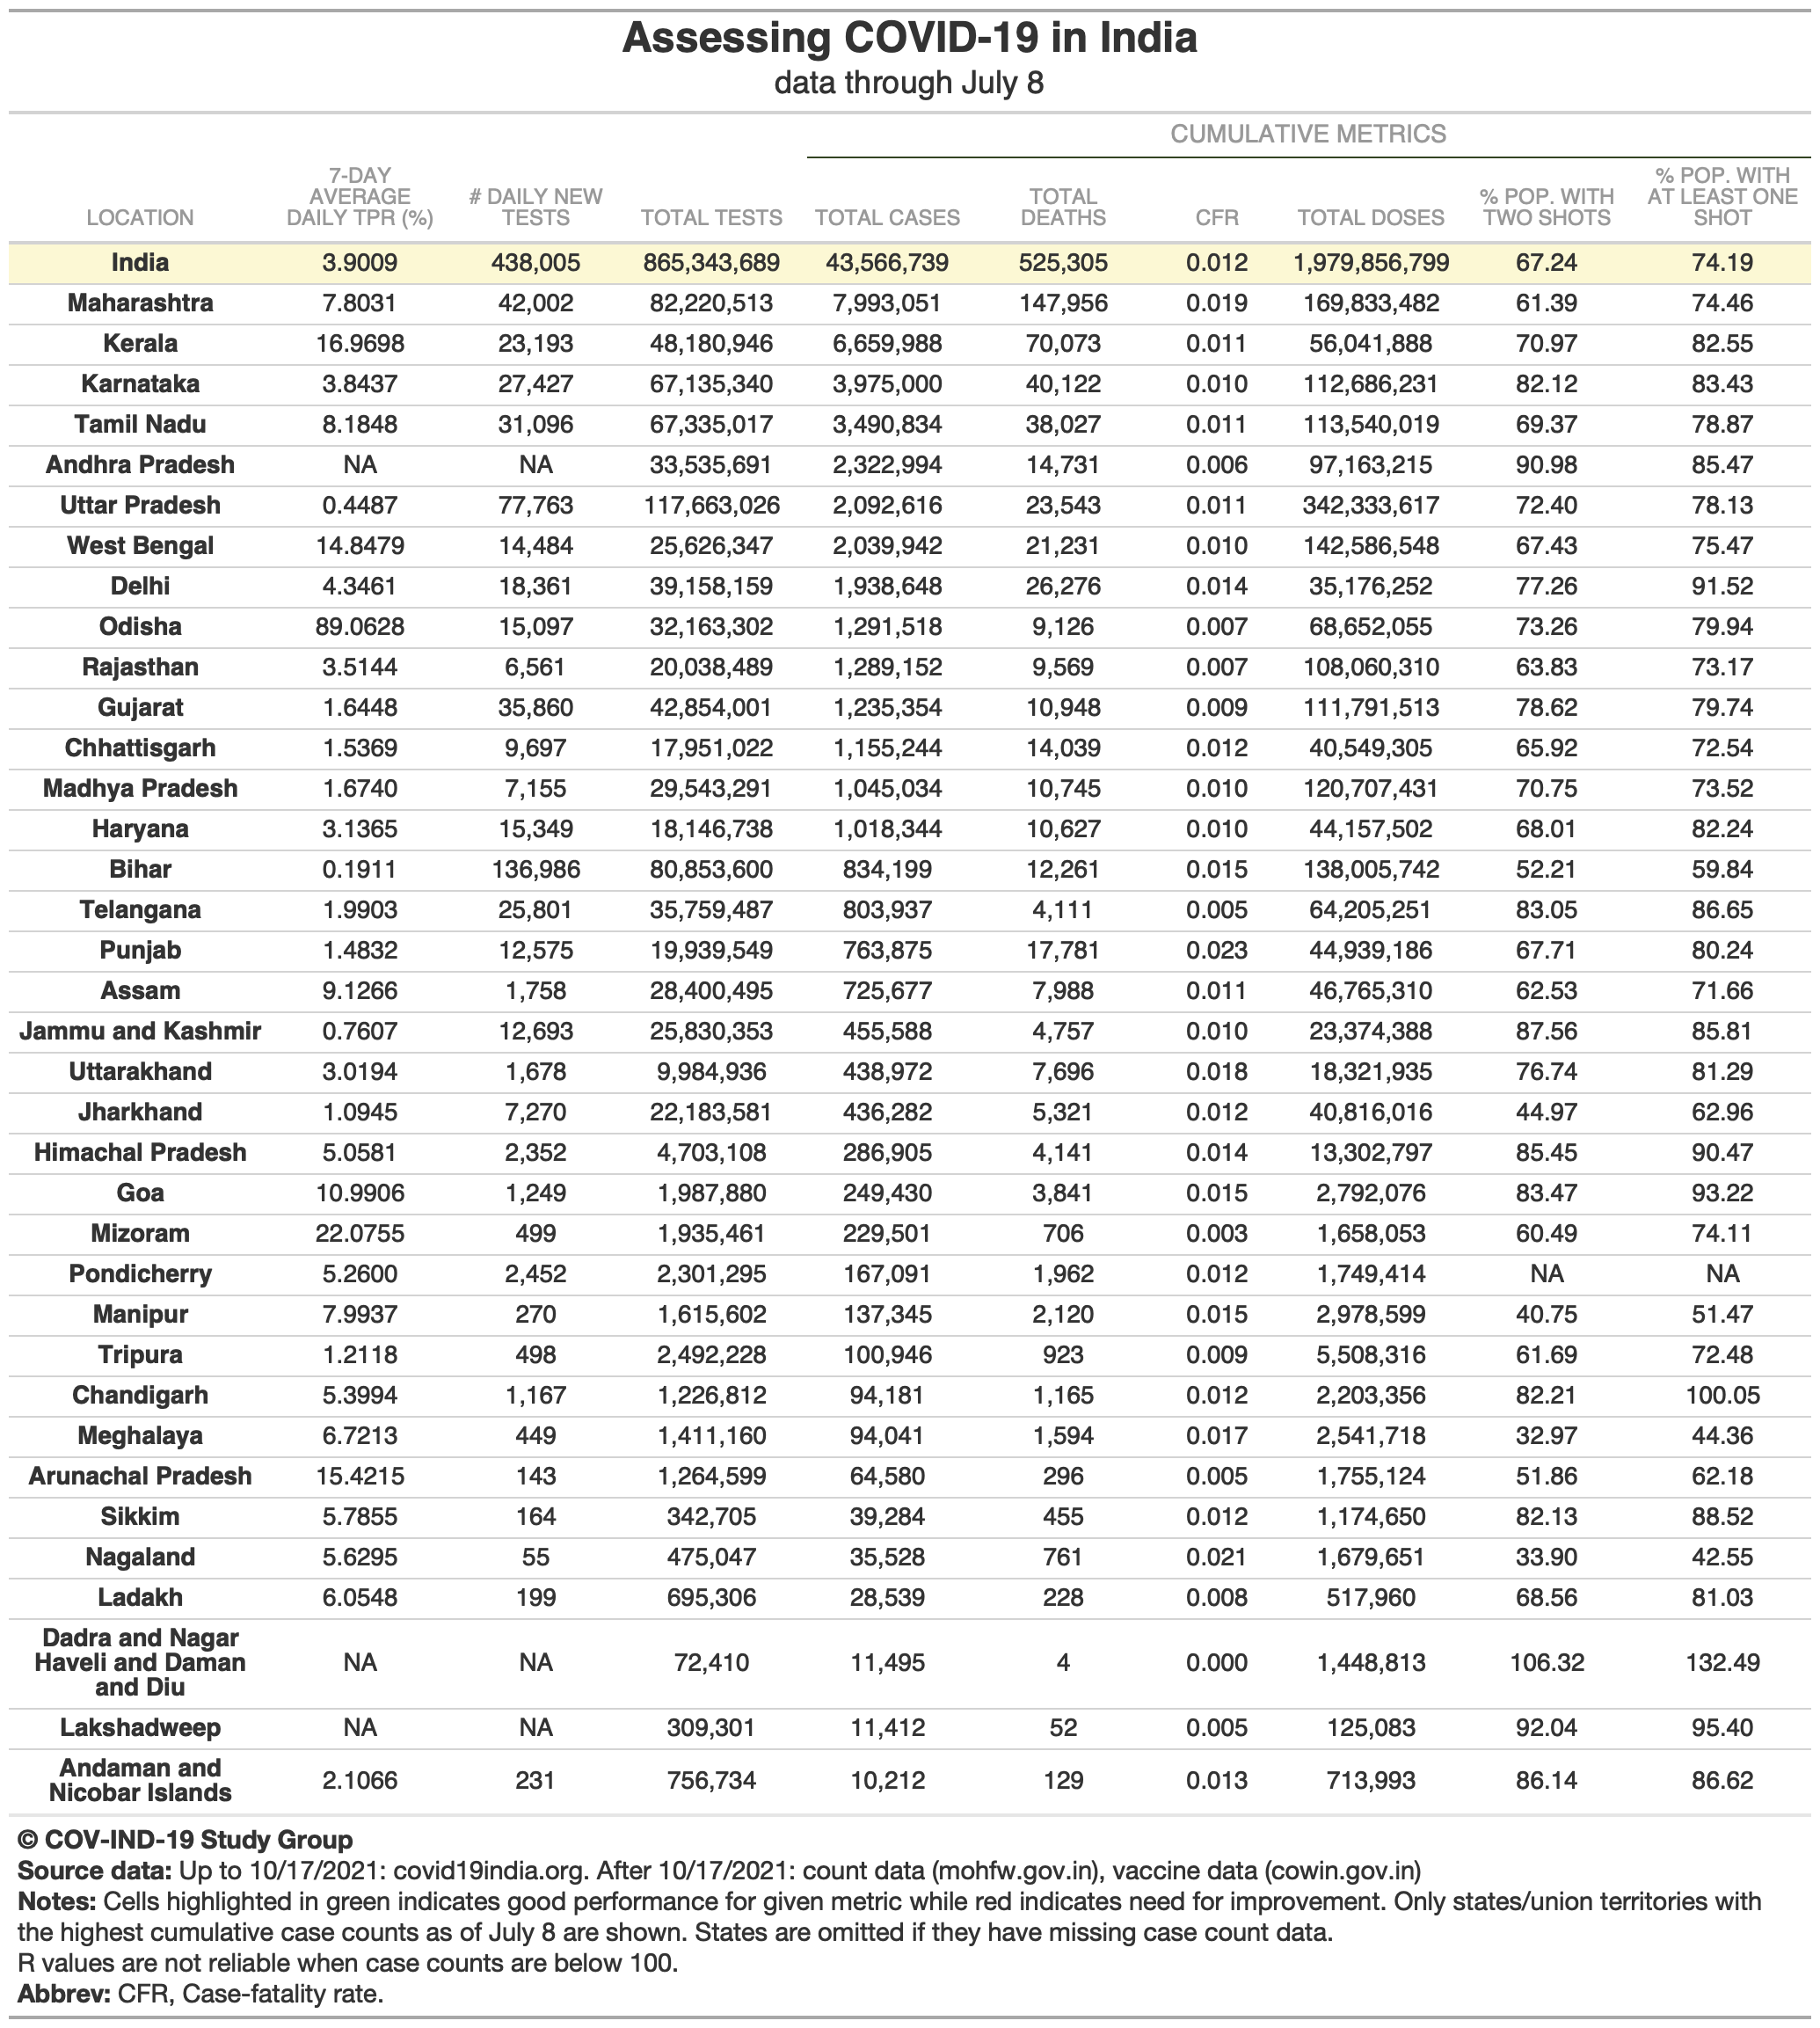 Assessing COVID-19 in India
data through July 8
CUMULATIVE METRICS
LOCATION 7-DAY AVERAGE DAILY TPR (%) # DAILY NEW TESTS TOTAL TESTS TOTAL CASES TOTAL DEATHS CFR TOTAL DOSES % POP. WITH TWO SHOTS % POP. WITH AT LEAST ONE SHOT
India 3.9009 438,005 865,343,689 43,566,739 525,305 0.012 1,979,856,799 67.24 74.19
Maharashtra 7.8031 42,002 82,220,513 7,993,051 147,956 0.019 169,833,482 61.39 74.46
Kerala 16.9698 23,193 48,180,946 6,659,988 70,073 0.011 56,041,888 70.97 82.55
Karnataka 3.8437 27,427 67,135,340 3,975,000 40,122 0.010 112,686,231 82.12 83.43
Tamil Nadu 8.1848 31,096 67,335,017 3,490,834 38,027 0.011 113,540,019 69.37 78.87
Andhra Pradesh NA NA 33,535,691 2,322,994 14,731 0.006 97,163,215 90.98 85.47
Uttar Pradesh 0.4487 77,763 117,663,026 2,092,616 23,543 0.011 342,333,617 72.40 78.13
West Bengal 14.8479 14,484 25,626,347 2,039,942 21,231 0.010 142,586,548 67.43 75.47
Delhi 4.3461 18,361 39,158,159 1,938,648 26,276 0.014 35,176,252 77.26 91.52
Odisha 89.0628 15,097 32,163,302 1,291,518 9,126 0.007 68,652,055 73.26 79.94
Rajasthan 3.5144 6,561 20,038,489 1,289,152 9,569 0.007 108,060,310 63.83 73.17
Gujarat 1.6448 35,860 42,854,001 1,235,354 10,948 0.009 111,791,513 78.62 79.74
Chhattisgarh 1.5369 9,697 17,951,022 1,155,244 14,039 0.012 40,549,305 65.92 72.54
Madhya Pradesh 1.6740 7,155 29,543,291 1,045,034 10,745 0.010 120,707,431 70.75 73.52
Haryana 3.1365 15,349 18,146,738 1,018,344 10,627 0.010 44,157,502 68.01 82.24
Bihar 0.1911 136,986 80,853,600 834,199 12,261 0.015 138,005,742 52.21 59.84
Telangana 1.9903 25,801 35,759,487 803,937 4,111 0.005 64,205,251 83.05 86.65
Punjab 1.4832 12,575 19,939,549 763,875 17,781 0.023 44,939,186 67.71 80.24
Assam 9.1266 1,758 28,400,495 725,677 7,988 0.011 46,765,310 62.53 71.66
Jammu and Kashmir 0.7607 12,693 25,830,353 455,588 4,757 0.010 23,374,388 87.56 85.81
Uttarakhand 3.0194 1,678 9,984,936 438,972 7,696 0.018 18,321,935 76.74 81.29
Jharkhand 1.0945 7,270 22,183,581 436,282 5,321 0.012 40,816,016 44.97 62.96
Himachal Pradesh 5.0581 2,352 4,703,108 286,905 4,141 0.014 13,302,797 85.45 90.47
Goa 10.9906 1,249 1,987,880 249,430 3,841 0.015 2,792,076 83.47 93.22
Mizoram 22.0755 499 1,935,461 229,501 706 0.003 1,658,053 60.49 74.11
Pondicherry 5.2600 2,452 2,301,295 167,091 1,962 0.012 1,749,414 NA NA
Manipur 7.9937 270 1,615,602 137,345 2,120 0.015 2,978,599 40.75 51.47
Tripura 1.2118 498 2,492,228 100,946 923 0.009 5,508,316 61.69 72.48
Chandigarh 5.3994 1,167 1,226,812 94,181 1,165 0.012 2,203,356 82.21 100.05
Meghalaya 6.7213 449 1,411,160 94,041 1,594 0.017 2,541,718 32.97 44.36
Arunachal Pradesh 15.4215 143 1,264,599 64,580 296 0.005 1,755,124 51.86 62.18
Sikkim 5.7855 164 342,705 39,284 455 0.012 1,174,650 82.13 88.52
Nagaland 5.6295 55 475,047 35,528 761 0.021 1,679,651 33.90 42.55
Ladakh 6.0548 199 695,306 28,539 228 0.008 517,960 68.56 81.03
Dadra and Nagar Haveli and Daman and Diu NA NA 72,410 11,495 4 0.000 1,448,813 106.32 132.49
Lakshadweep NA NA 309,301 11,412 52 0.005 125,083 92.04 95.40
Andaman and Nicobar Islands 2.1066 231 756,734 10,212 129 0.013 713,993 86.14 86.62
© COV-IND-19 Study Group
Source data: Up to 10/17/2021: covid19india.org. After 10/17/2021: count data (mohfw.gov.in), vaccine data (cowin.gov.in)
Notes: Cells highlighted in green indicates good performance for given metric while red indicates need for improvement. Only states/union territories with
the highest cumulative case counts as of July 8 are shown. States are omitted if they have missing case count data.
R values are not reliable when case counts are below 100.
Abbrev: CFR, Case-fatality rate.